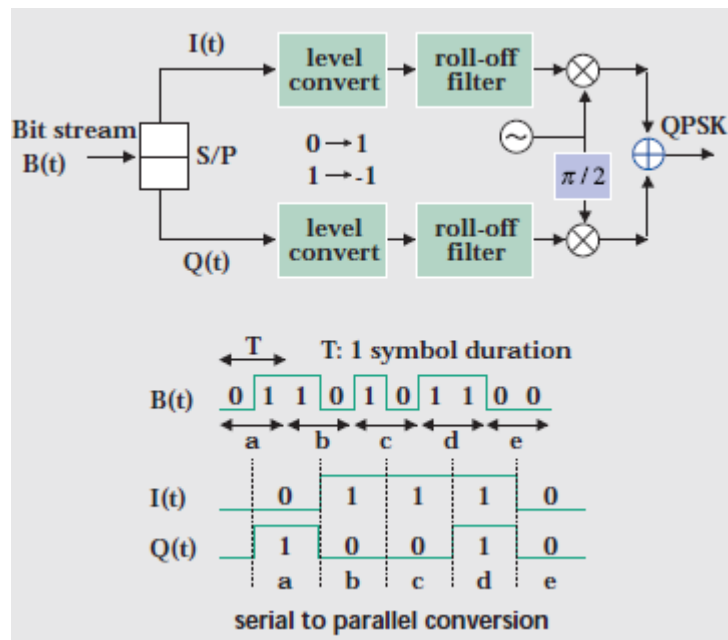 I(t)
level convert
roll-off filter
Bit stream
B(t)
S/P
0→1
1→-1
~
π/2
QPSK
level convert
roll-off filter
Q(t)
T
T: 1 symbol duration
B(t) 0 1 1 0 1 0 1 1 0 0
a b c d e
I(t) 0 1 1 1 0
Q(t) 1 0 0 1 0
a b c d e
serial to parallel conversion